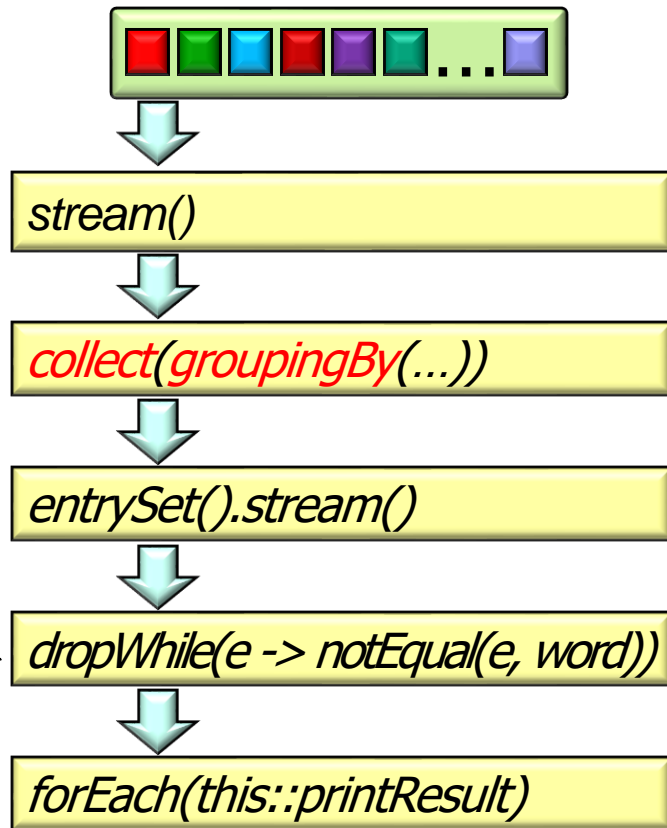 ...
stream()
collect(groupingBy(...))
entrySet().stream()
dropWhile(e -> notEqual(e, word))
forEach(this::printResult)